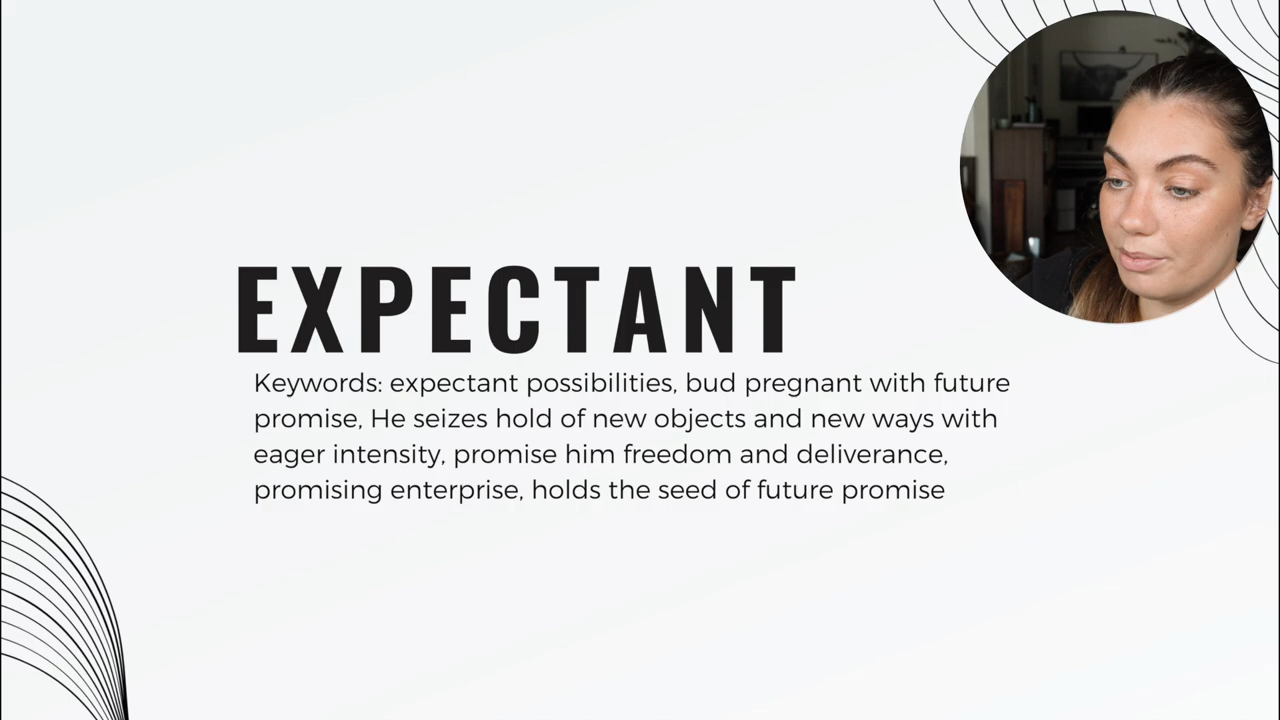 EXPECTANT
Keywords: expectant possibilities, bud pregnant with future
promise, He seizes hold of new objects and new ways with
eager intensity, promise him freedom and deliverance,
promising enterprise, holds the seed of future promise